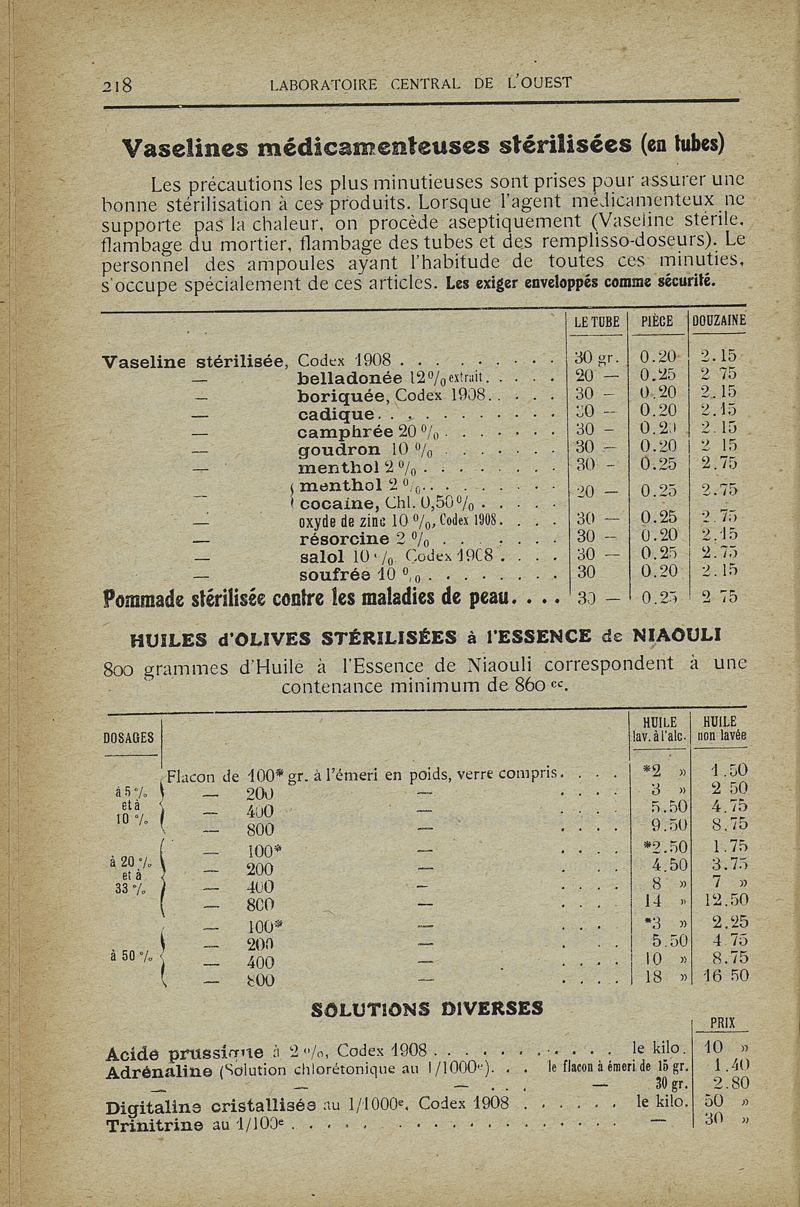 218 LABORATOIRE CENTRAL DE L'OUEST
Vaselines médicamenteuses stérilisées (en tubes)
Les précautions les plus minutieuses sont prises pour assurer une
bonne stérilisation à ces produits. Lorsque l'agent médicamenteux ne
supporte pas la chaleur, on procède aseptiquement (Vaseline stérile,
flambage du mortier, flambage des tubes et des remplisso-doseurs). Le
personnel des ampoules ayant l'habitude de toutes ces minuties,
s'occupe spécialement de ces articles. Les exiger enveloppés comme sécurité.
LE TUBE PIÈCE DOUZAINE
Vaseline stérilisée, Codex 1908 . . . . . . . . . 30 gr. 0.20 2.15
— belladonée 12 % extrait. . . . . 20 — 0.25 2 75
— boriquée, Codex 1908. . . . . 30 — 0.20 2.15
— cadique. . . . . . . . . . . 30 — 0.20 2.15
— camphrée 20 % . . . . . . . 30 — 0.20 2.15
— goudron 10 % . . . . . . . 30 — 0.20 2 15
— menthol 2 % . . . . . . . . 30 — 0.25 2.75
— { menthol 2 % . . . . . . . . .
{ cocaine, Chl. 0,50 % . . . . . 20 — 0.25 2.75
— oxyde de zinc 10 %, Codex 1908. . . . 30 — 0.25 2.75
— résorcine 2 % . . . . . . . 30 — 0.20 2.15
— salol 10 % Codex 1908 . . . . 30 — 0.25 2.75
— soufrée 10 % . . . . . . . . 30 0.20 2.15
Pommade stérilisée contre les maladies de peau. . . . 30 — 0.25 2 75
HUILES d'OLIVES STÉRILISÉES à l'ESSENCE de NIAOULI
800 grammes d'Huile à l'Essence de Niaouli correspondent à une
contenance minimum de 860 cc.
DOSAGES HUILE lav. à l'alc. HUILE non lavée
à 5 % et à 10 % Flacon de 100* gr. à l'émeri en poids, verre compris. . . . *2 » 1.50
— 200 — . . . . 3 » 2 50
— 400 — . . . . 5.50 4.75
— 800 — . . . . 9.50 8.75
à 20 % et à 33 % — 100* — . . . . *2.50 1.75
— 200 — . . . 4.50 3.75
— 400 — . . . . 8 » 7 »
— 800 — . . . . 14 » 12.50
à 50 % — 100* — . . . *3 » 2.25
— 200 — . . . 5.50 4 75
— 400 — . . . . 10 » 8.75
— 800 — . . . . 18 » 16 50
SOLUTIONS DIVERSES
PRIX
Acide prussique à 2 %, Codex 1908 . . . . . . . . . . . le kilo. 10 »
Adrénaline (Solution chlorétonique au 1/1000e). . . le flacon à émeri de 15 gr. 1.40
— — — . . . — 30 gr. 2.80
Digitaline cristallisée au 1/1000e, Codex 1908 . . . . . . le kilo. 50 »
Trinitrine au 1/100e . . . . . . . . . . . . . . . . . — 30 »